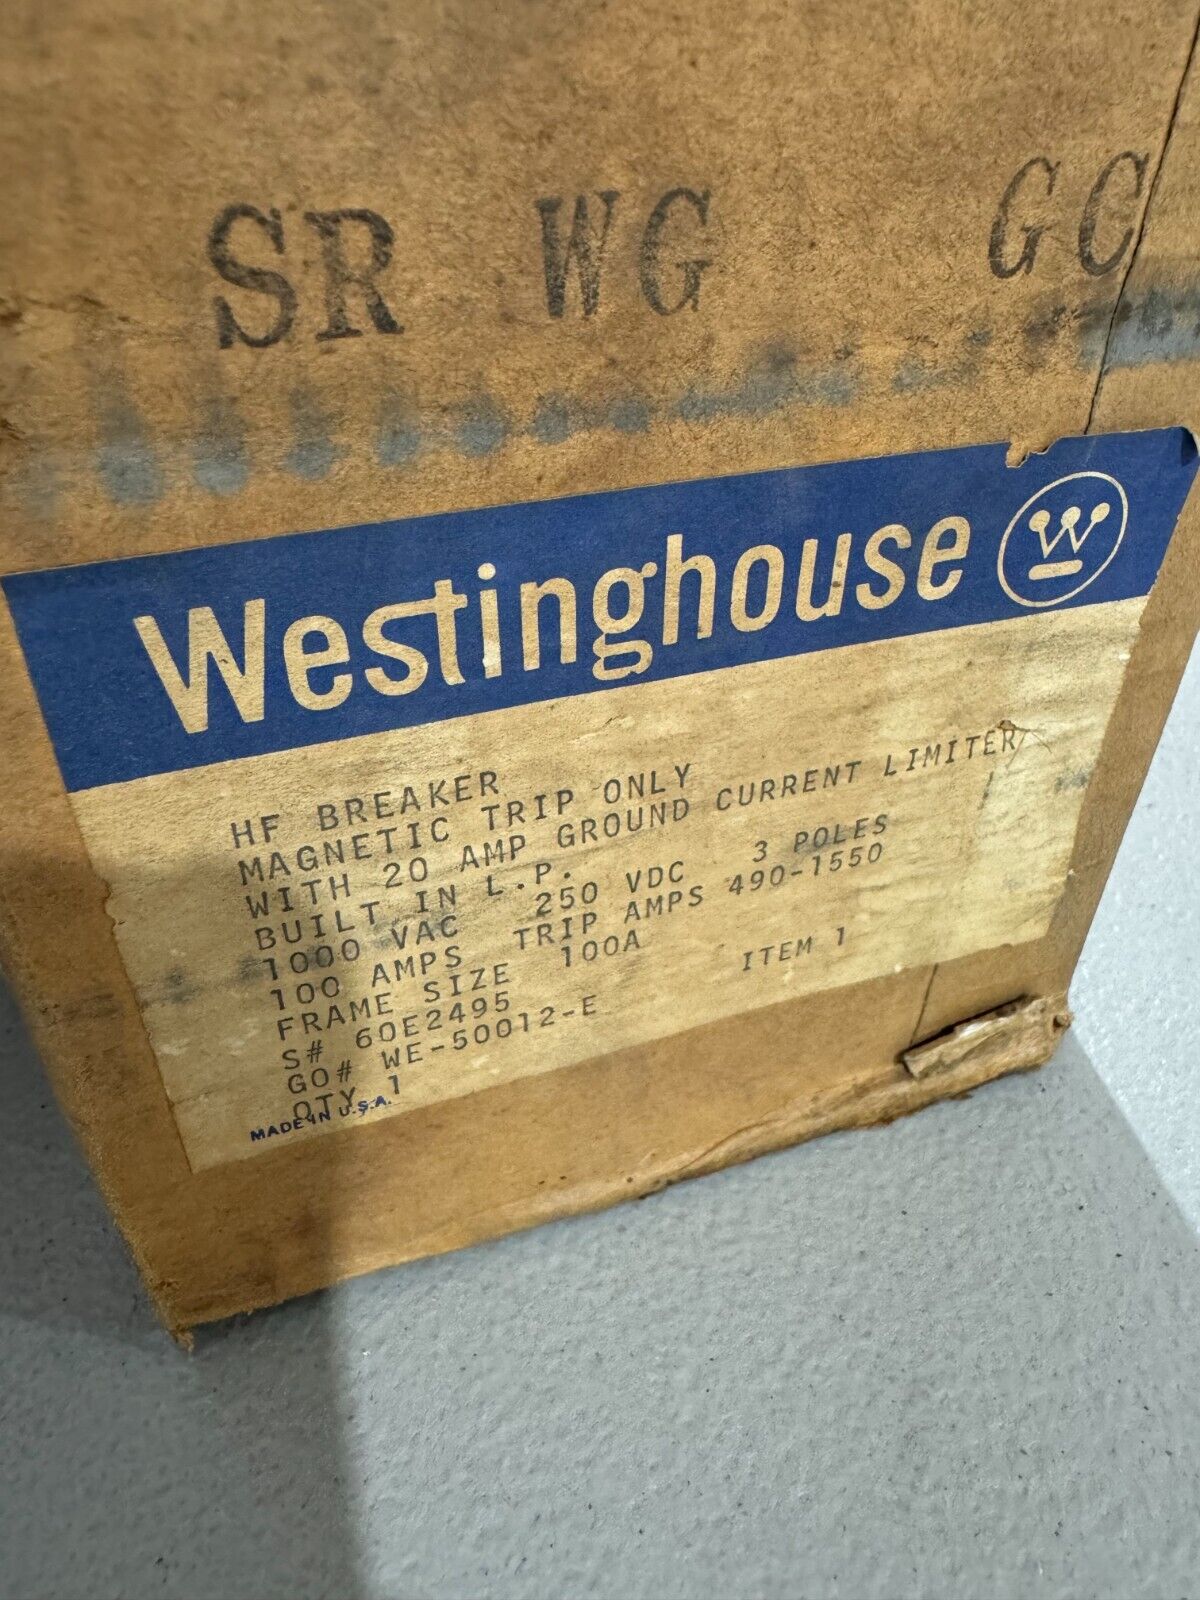 SR WG GC
Westinghouse W
HF BREAKER
MAGNETIC TRIP ONLY
WITH 20 AMP GROUND CURRENT LIMITER
BUILT IN L.P.
1000 VAC 250 VDC 3 POLES
100 AMPS TRIP AMPS 490-1550
FRAME SIZE 100A
S# 60E2495
GO# WE-50012-E ITEM 1
QTY 1
MADE IN U.S.A.